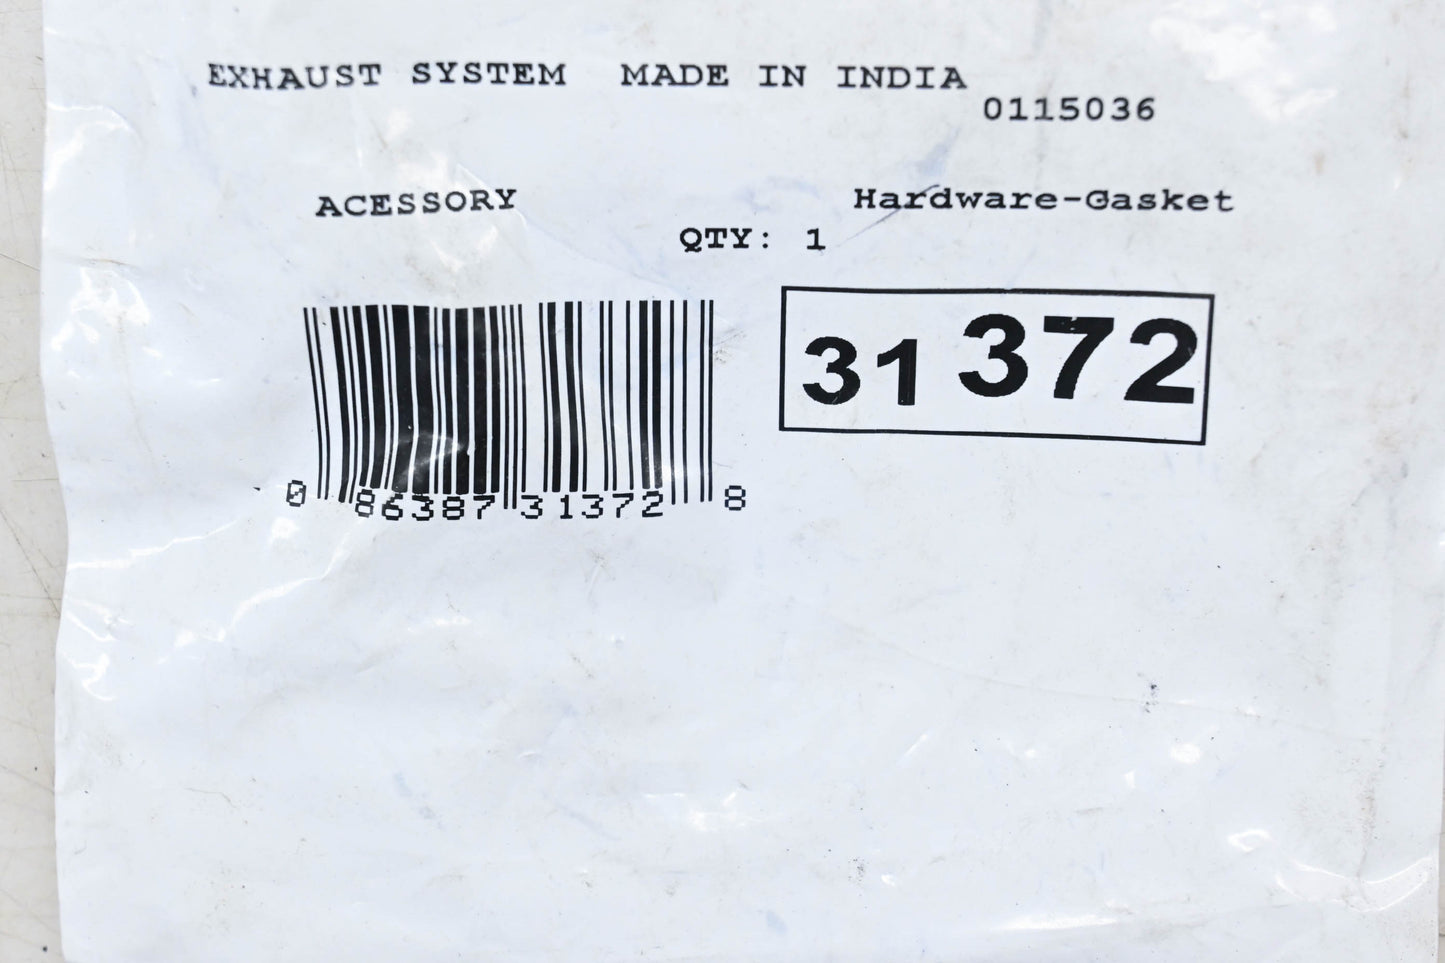 EXHAUST SYSTEM MADE IN INDIA
0115036
ACESSORY
Hardware-Gasket
QTY: 1
31 372
0 86387 31372 8